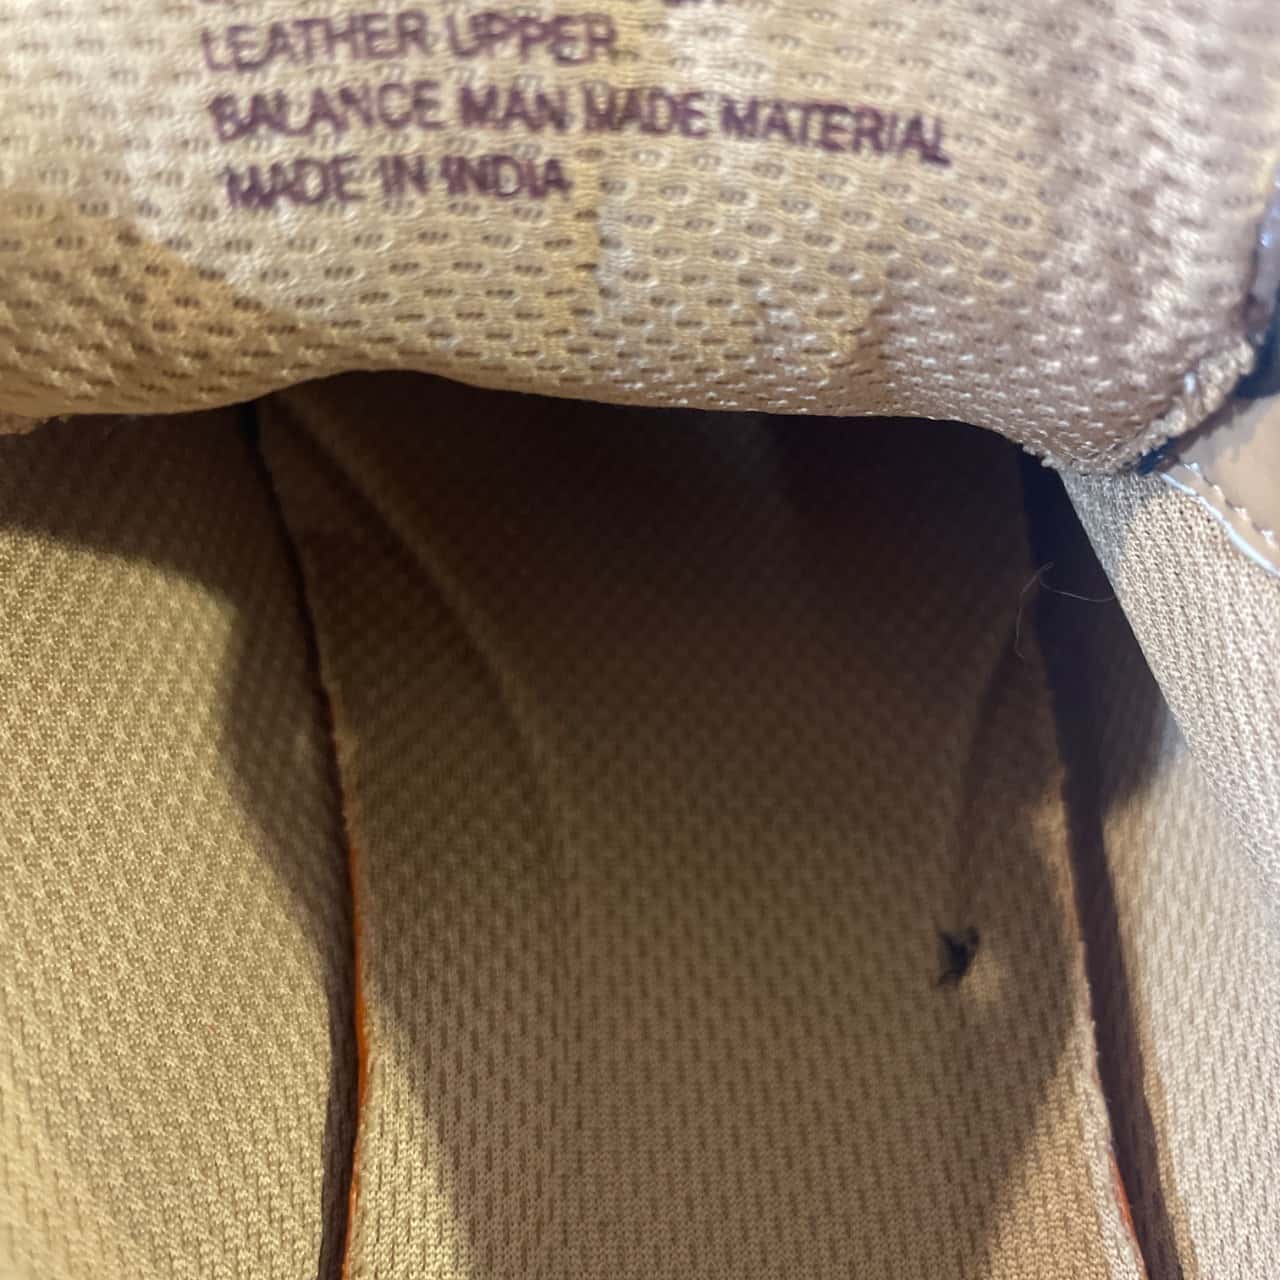 LEATHER UPPER
BALANCE MAN MADE MATERIAL
MADE IN INDIA